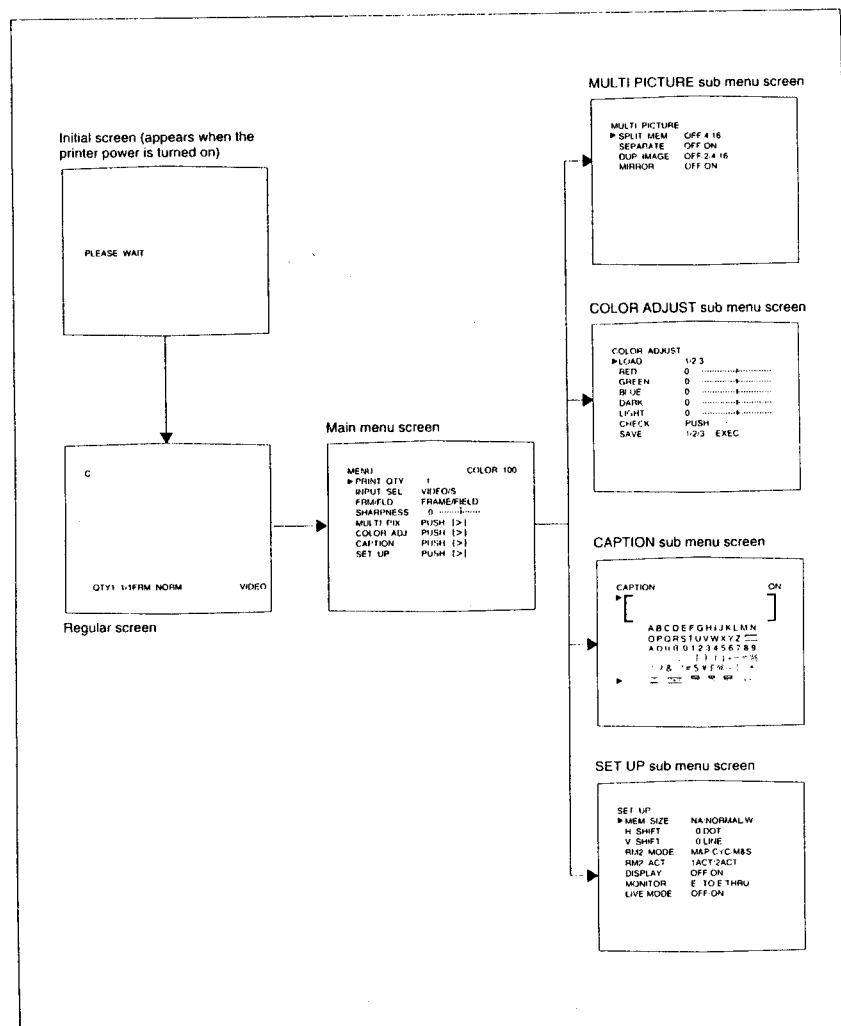 Initial screen (appears when the
printer power is turned on)
PLEASE WAIT
C
QTY1 1/1FRM NORM VIDEO
Regular screen
Main menu screen
MENU COLOR 100
▶PRINT QTY 1
INPUT SEL VIDEO/S
FRM/FLD FRAME/FIELD
SHARPNESS 0
MULTI PIX PUSH [>]
COLOR ADJ PUSH [>]
CAPTION PUSH [>]
SET UP PUSH [>]
MULTI PICTURE sub menu screen
MULTI PICTURE
▶SPLIT MEM OFF·4·16
SEPARATE OFF·ON
DUP IMAGE OFF·2·4·16
MIRROR OFF·ON
COLOR ADJUST sub menu screen
COLOR ADJUST
▶LOAD 1·2·3
RED 0
GREEN 0
BLUE 0
DARK 0
LIGHT 0
CHECK PUSH
SAVE 1/2/3 EXEC
CAPTION sub menu screen
CAPTION ON
▶[ ]
A B C D E F G H I J K L M N
O P Q R S T U V W X Y Z
0 1 2 3 4 5 6 7 8 9
SET UP sub menu screen
SET UP
▶MEM SIZE NA·NORMAL·W
H SHIFT 0 DOT
V SHIFT 0 LINE
RM2 MODE M&P·CYC·M&S
RM2 ACT 1ACT·2ACT
DISPLAY OFF·ON
MONITOR E TO E·THRU
LIVE MODE OFF·ON